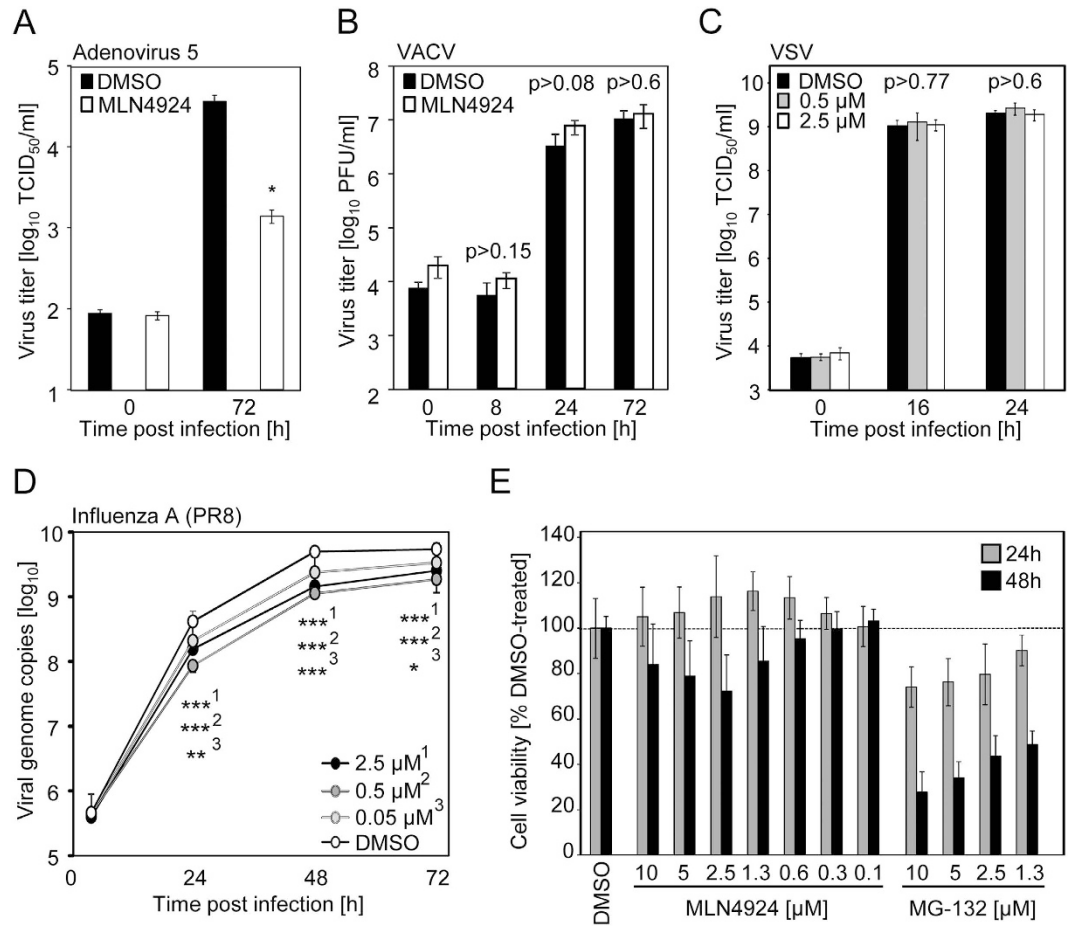 A
Adenovirus 5
DMSO
MLN4924
Virus titer [log10 TCID50/ml]
5
4
3
2
1
*
0 72
Time post infection [h]
B
VACV
DMSO
MLN4924
Virus titer [log10 PFU/ml]
8
7
6
5
4
3
2
p>0.15
p>0.08
p>0.6
0 8 24 72
Time post infection [h]
C
VSV
DMSO
0.5 µM
2.5 µM
Virus titer [log10 TCID50/ml]
10
9
8
7
6
5
4
3
p>0.77
p>0.6
0 16 24
Time post infection [h]
D
Influenza A (PR8)
Viral genome copies [log10]
10
9
8
7
6
5
***1
***2
**3
***1
***2
***3
***1
***2
*3
2.5 µM1
0.5 µM2
0.05 µM3
DMSO
0 24 48 72
Time post infection [h]
E
Cell viability [% DMSO-treated]
140
120
100
80
60
40
20
0
24h
48h
DMSO
10 5 2.5 1.3 0.6 0.3 0.1
MLN4924 [µM]
10 5 2.5 1.3
MG-132 [µM]